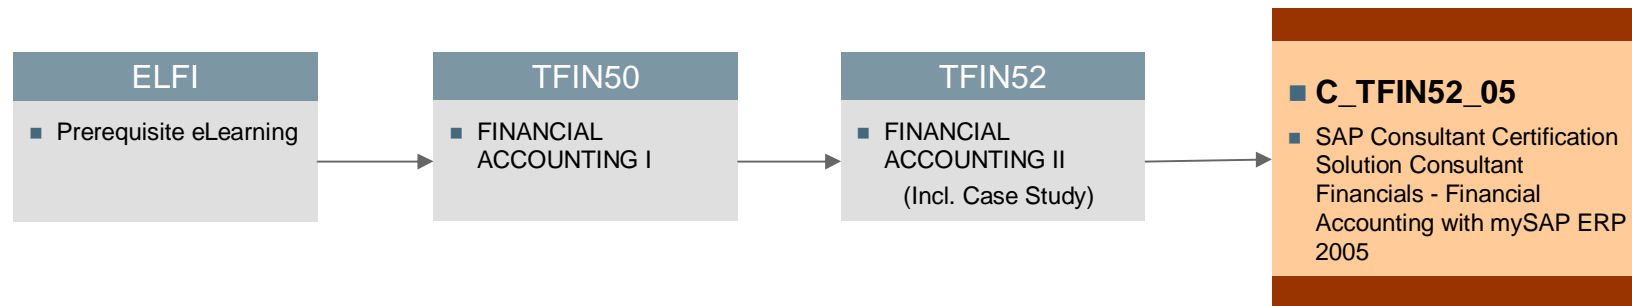 ELFI
Prerequisite eLearning
TFIN50
FINANCIAL
ACCOUNTING I
TFIN52
FINANCIAL
ACCOUNTING II
(Incl. Case Study)
C_TFIN52_05
SAP Consultant Certification
Solution Consultant
Financials - Financial
Accounting with mySAP ERP
2005